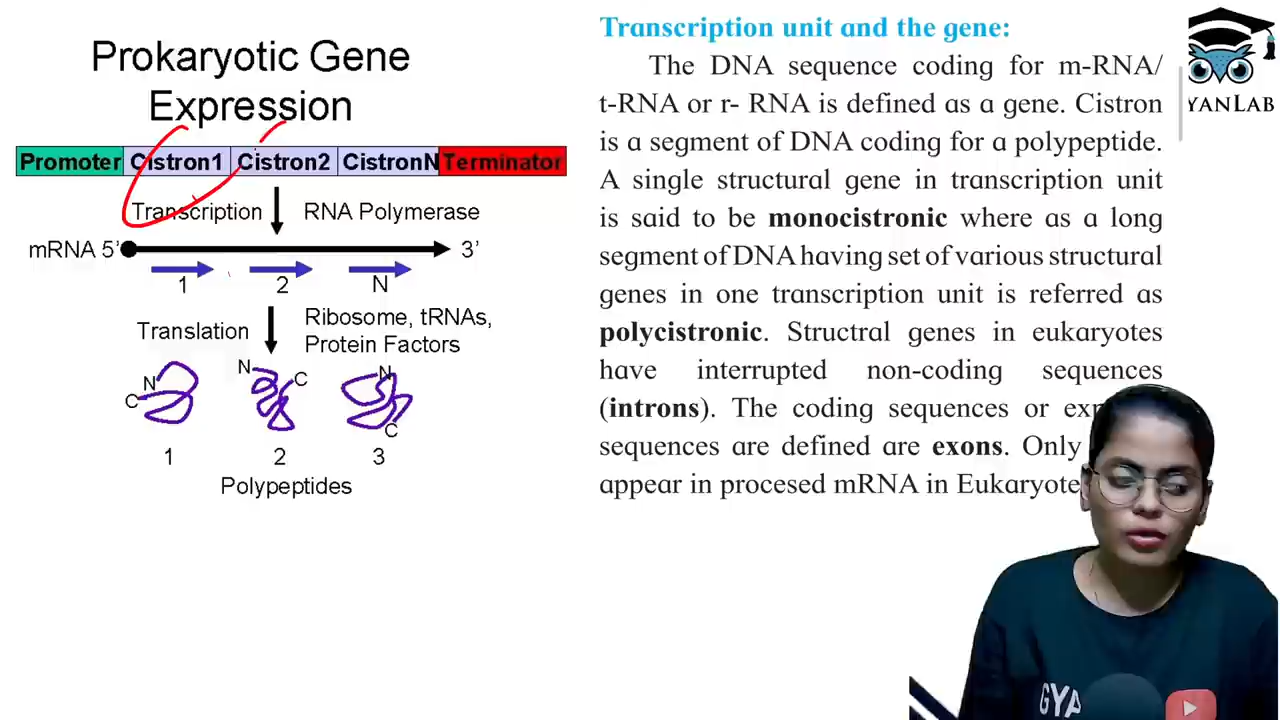 Prokaryotic Gene
Expression
Promoter Cistron1 Cistron2 CistronN Terminator
Transcription RNA Polymerase
mRNA 5' 3'
1 2 N
Translation
Ribosome, tRNAs,
Protein Factors
N C N C N C
1 2 3
Polypeptides
Transcription unit and the gene:
The DNA sequence coding for m-RNA/
t-RNA or r- RNA is defined as a gene. Cistron
is a segment of DNA coding for a polypeptide.
A single structural gene in transcription unit
is said to be monocistronic where as a long
segment of DNA having set of various structural
genes in one transcription unit is referred as
polycistronic. Structral genes in eukaryotes
have interrupted non-coding sequences
(introns). The coding sequences or
sequences are defined are exons. Only
appear in procesed mRNA in Eukaryote
YANLAB
GYA